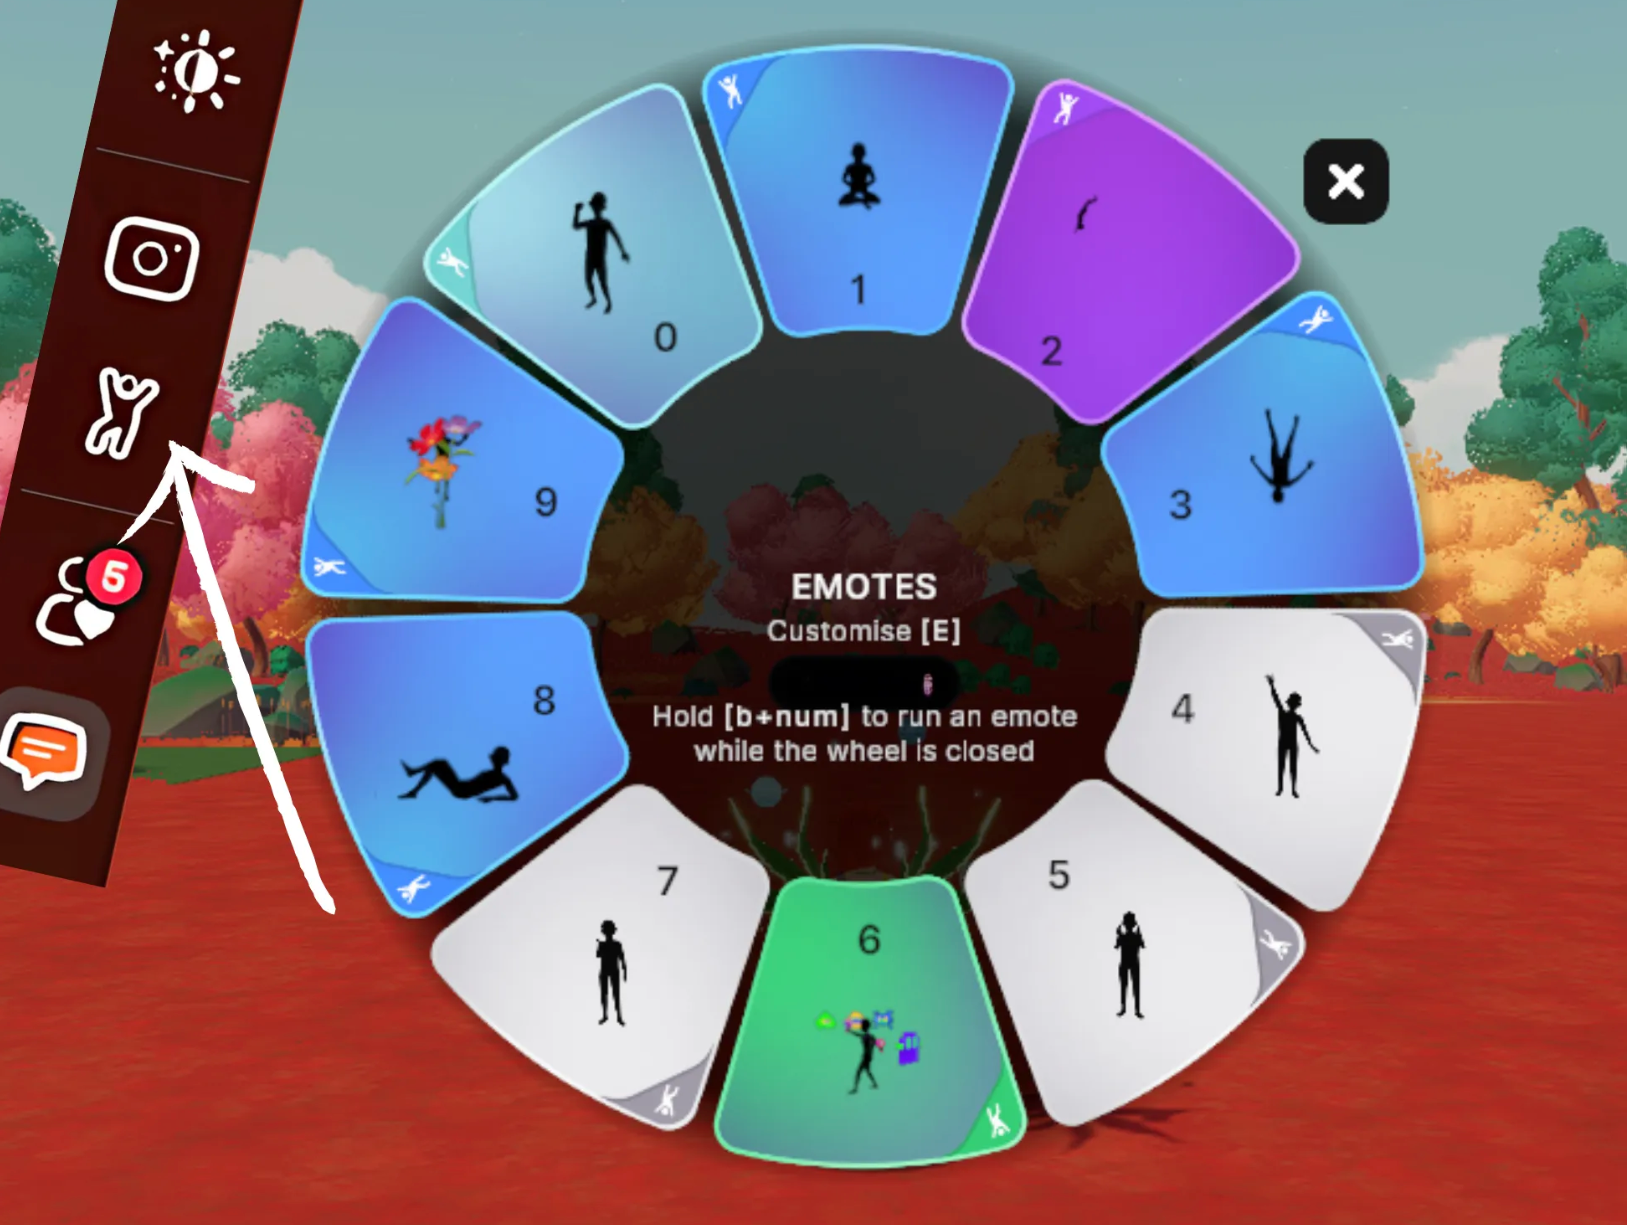 1
0
2
9
3
EMOTES
Customise [E]
5
8
4
Hold [b+num] to run an emote
while the wheel is closed
7
5
6